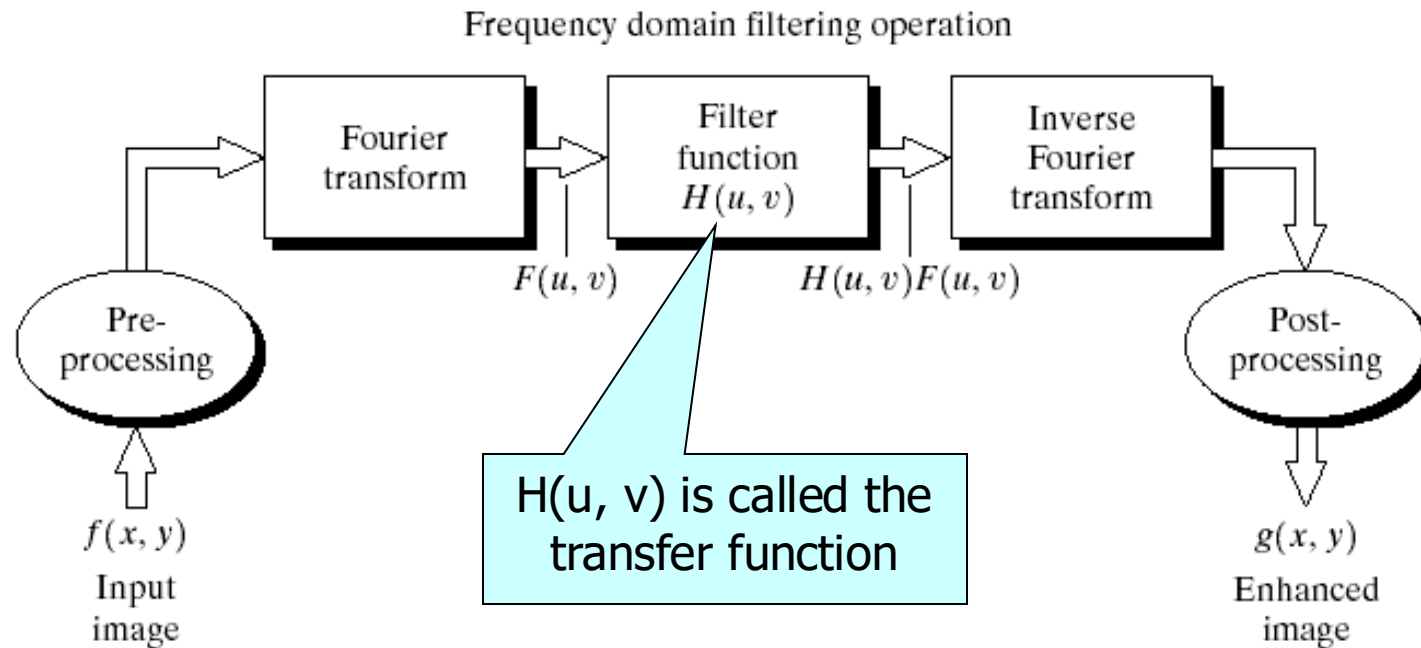 Frequency domain filtering operation
Fourier
transform
Filter
function
H(u, v)
Inverse
Fourier
transform
F(u, v)
H(u, v)F(u, v)
Pre-
processing
Post-
processing
H(u, v) is called the
transfer function
f(x, y)
Input
image
g(x, y)
Enhanced
image